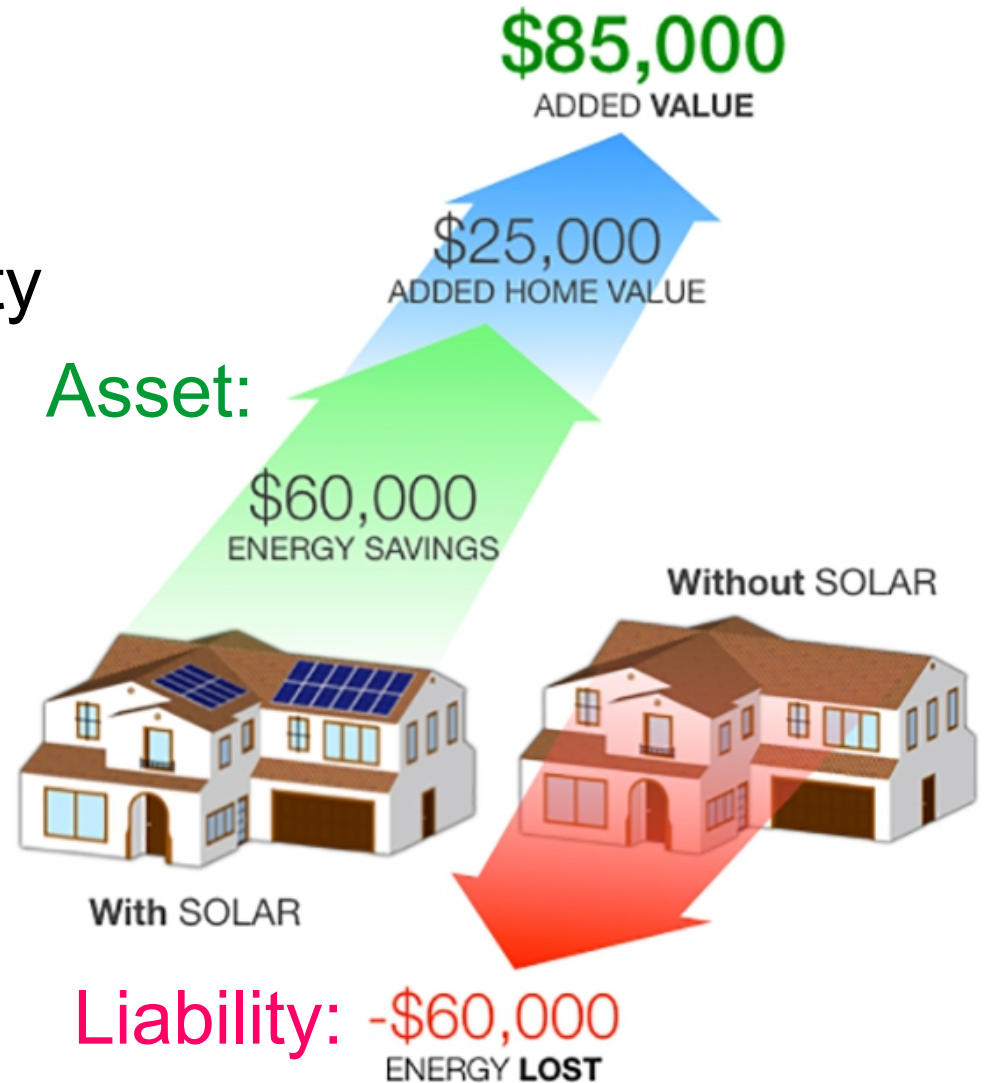 $85,000
ADDED VALUE
$25,000
ADDED HOME VALUE
ty
Asset:
$60,000
ENERGY SAVINGS
Without SOLAR
With SOLAR
Liability: -$60,000
ENERGY LOST